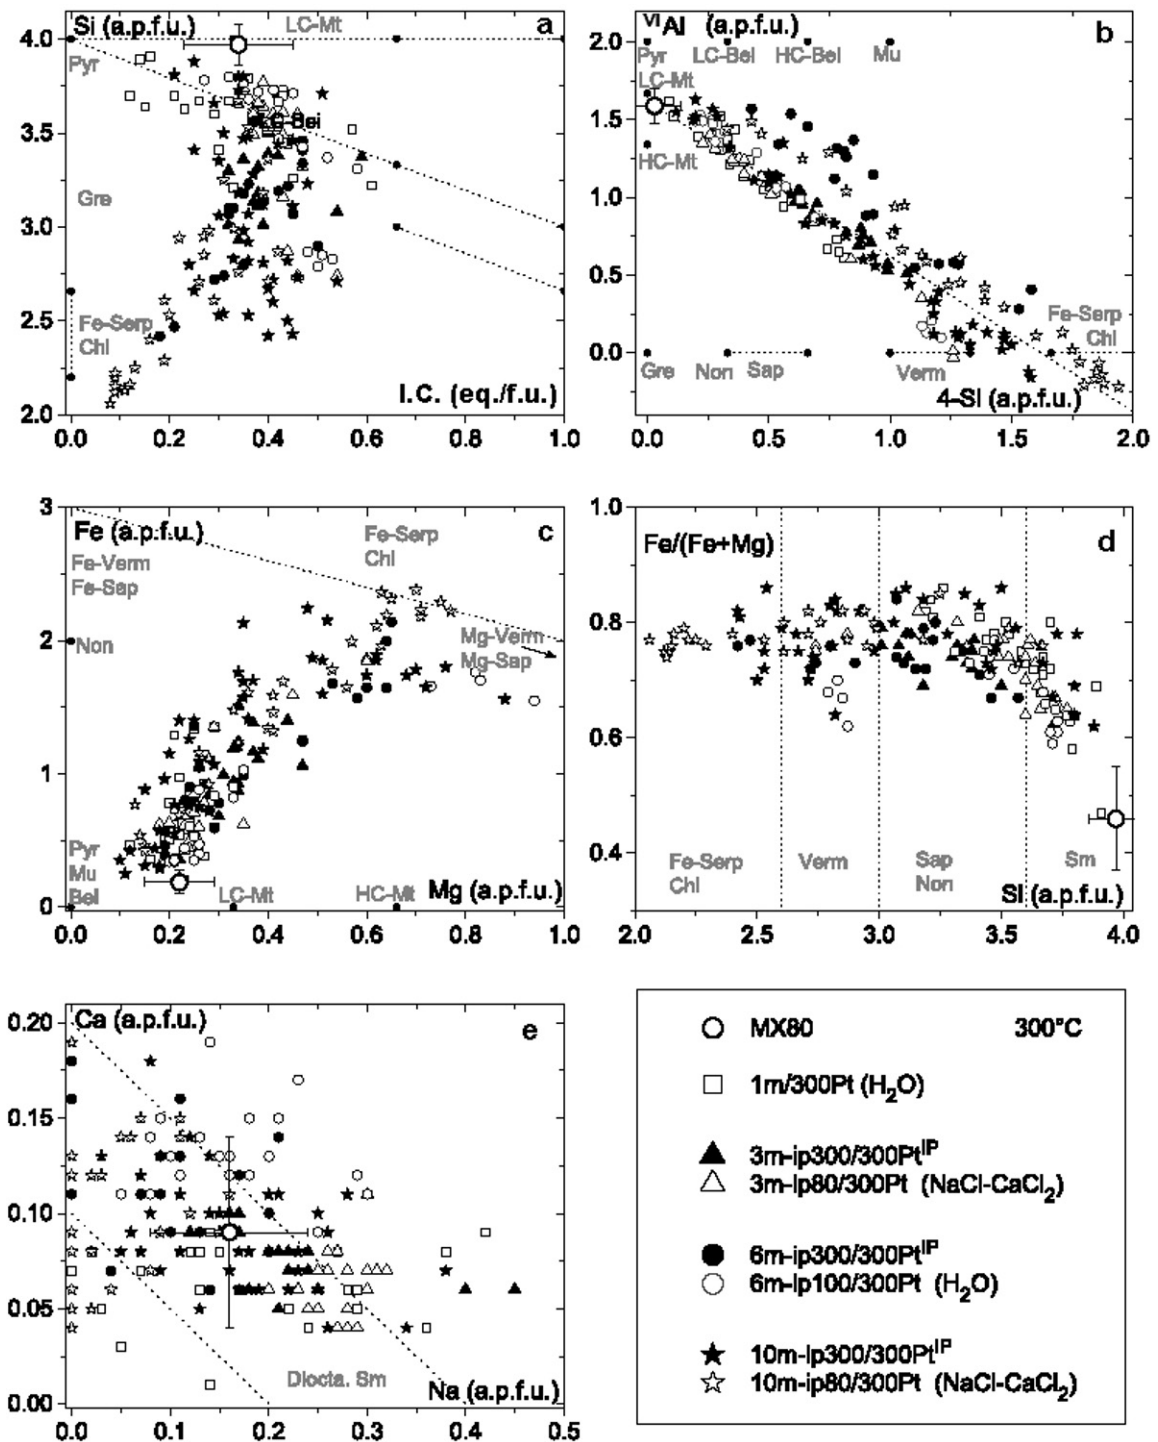 Si (a.p.f.u.)
a
LC-Mt
4.0
Pyr
3.5
LC-Bei
Gre
3.0
2.5
Fe-Serp
Chl
I.C. (eq./f.u.)
2.0
0.0 0.2 0.4 0.6 0.8 1.0
VIAl (a.p.f.u.)
b
2.0
Pyr LC-Bei HC-Bei Mu
LC-Mt
1.5
HC-Mt
1.0
0.5
Fe-Serp
Chl
0.0
Gre Non Sap Verm
4-Si (a.p.f.u.)
0.0 0.5 1.0 1.5 2.0
3
Fe (a.p.f.u.)
c
Fe-Serp
Chl
Fe-Verm
Fe-Sap
2
Non
Mg-Verm
Mg-Sap
1
Pyr
Mu
Bei
LC-Mt HC-Mt
Mg (a.p.f.u.)
0
0.0 0.2 0.4 0.6 0.8 1.0
1.0
Fe/(Fe+Mg)
d
0.8
0.6
0.4
Fe-Serp
Chl
Verm
Sap
Non
Sm
Si (a.p.f.u.)
2.0 2.5 3.0 3.5 4.0
0.20
Ca (a.p.f.u.)
e
0.15
0.10
0.05
Diocta. Sm
Na (a.p.f.u.)
0.00
0.0 0.1 0.2 0.3 0.4 0.5
MX80 300°C
1m/300Pt (H2O)
3m-ip300/300PtIP
3m-ip80/300Pt (NaCl-CaCl2)
6m-ip300/300PtIP
6m-ip100/300Pt (H2O)
10m-ip300/300PtIP
10m-ip80/300Pt (NaCl-CaCl2)